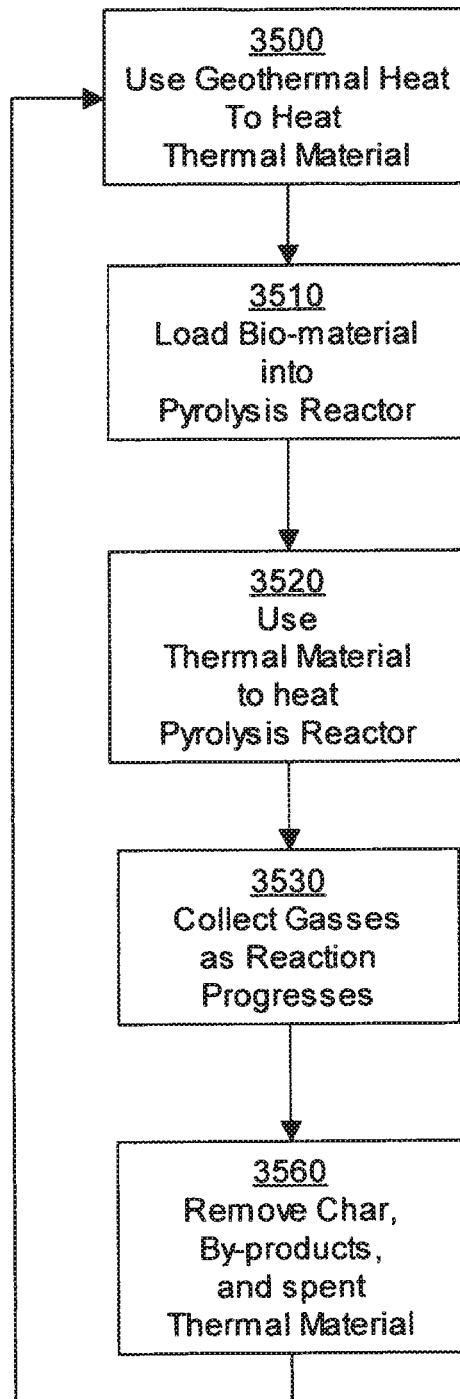 3500
Use Geothermal Heat
To Heat
Thermal Material
3510
Load Bio-material
into
Pyrolysis Reactor
3520
Use
Thermal Material
to heat
Pyrolysis Reactor
3530
Collect Gasses
as Reaction
Progresses
3560
Remove Char,
By-products,
and spent
Thermal Material